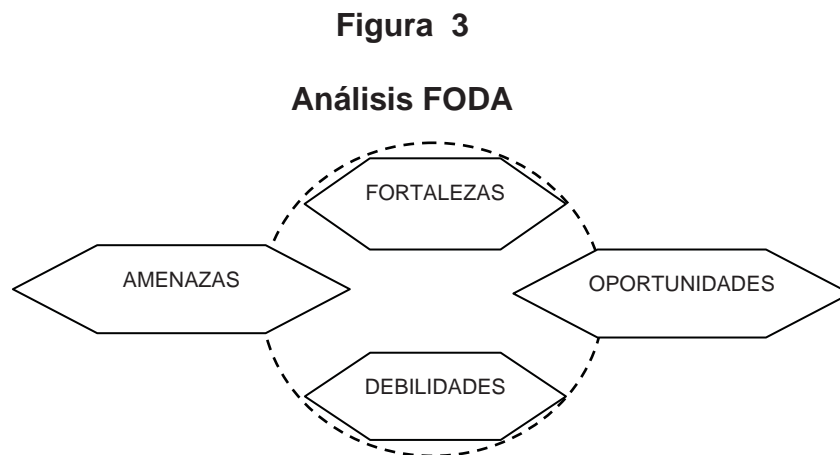 Figura 3
Análisis FODA
FORTALEZAS
AMENAZAS
OPORTUNIDADES
DEBILIDADES